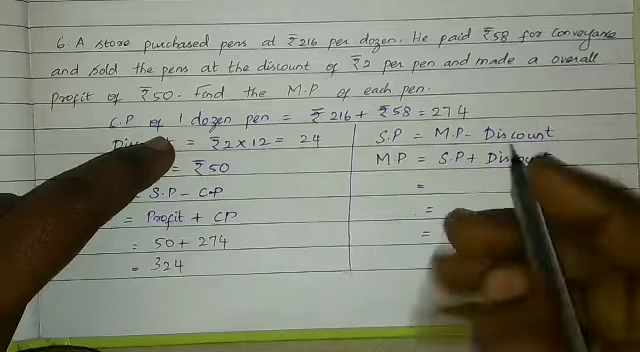 6. A store purchased pens at ₹216 per dozen. He paid ₹58 for conveyance
and sold the pens at the discount of ₹2 per pen and made a overall
Profit of ₹50. Find the M.P of each pen.
C.P of 1 dozen pen = ₹216 + ₹58 = 274
= ₹2 × 12 = 24
= ₹50
= S.P - C.P
= Profit + CP
= 50 + 274
= 324
S.P = M.P - Discount
M.P = S.P +
=
=
=